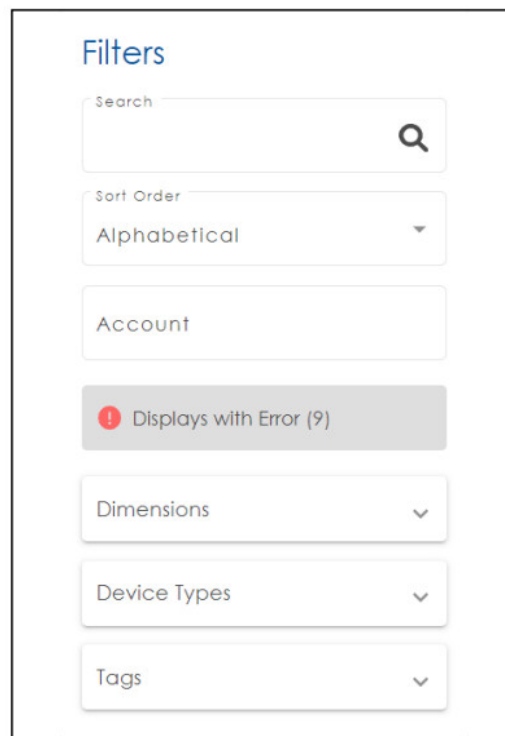 Filters
Search
Sort Order
Alphabetical
Account
Displays with Error (9)
Dimensions
Device Types
Tags